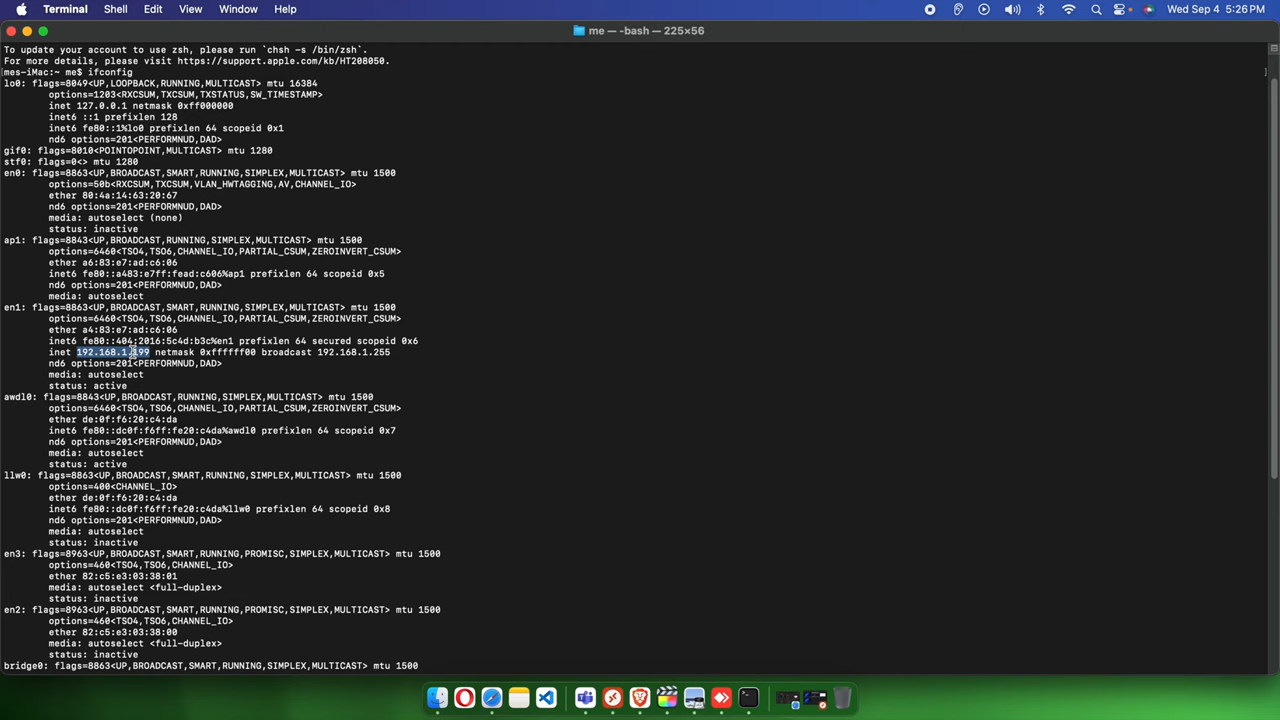 Terminal Shell Edit View Window Help Wed Sep 4 5:26 PM
me — -bash — 225×56
To update your account to use zsh, please run `chsh -s /bin/zsh`.
For more details, please visit https://support.apple.com/kb/HT208050.
[mes-iMac:~ me$ ifconfig ]
lo0: flags=8049<UP,LOOPBACK,RUNNING,MULTICAST> mtu 16384
options=1203<RXCSUM,TXCSUM,TXSTATUS,SW_TIMESTAMP>
inet 127.0.0.1 netmask 0xff000000
inet6 ::1 prefixlen 128
inet6 fe80::1%lo0 prefixlen 64 scopeid 0x1
nd6 options=201<PERFORMNUD,DAD>
gif0: flags=8010<POINTOPOINT,MULTICAST> mtu 1280
stf0: flags=0<> mtu 1280
en0: flags=8863<UP,BROADCAST,SMART,RUNNING,SIMPLEX,MULTICAST> mtu 1500
options=50b<RXCSUM,TXCSUM,VLAN_HWTAGGING,AV,CHANNEL_IO>
ether 80:4a:14:63:20:67
nd6 options=201<PERFORMNUD,DAD>
media: autoselect (none)
status: inactive
ap1: flags=8843<UP,BROADCAST,RUNNING,SIMPLEX,MULTICAST> mtu 1500
options=6460<TSO4,TSO6,CHANNEL_IO,PARTIAL_CSUM,ZEROINVERT_CSUM>
ether a6:83:e7:ad:c6:06
inet6 fe80::a483:e7ff:fead:c606%ap1 prefixlen 64 scopeid 0x5
nd6 options=201<PERFORMNUD,DAD>
media: autoselect
en1: flags=8863<UP,BROADCAST,SMART,RUNNING,SIMPLEX,MULTICAST> mtu 1500
options=6460<TSO4,TSO6,CHANNEL_IO,PARTIAL_CSUM,ZEROINVERT_CSUM>
ether a4:83:e7:ad:c6:06
inet6 fe80::404:2016:5c4d:b3c%en1 prefixlen 64 secured scopeid 0x6
inet 192.168.1.199 netmask 0xffffff00 broadcast 192.168.1.255
nd6 options=201<PERFORMNUD,DAD>
media: autoselect
status: active
awdl0: flags=8843<UP,BROADCAST,RUNNING,SIMPLEX,MULTICAST> mtu 1500
options=6460<TSO4,TSO6,CHANNEL_IO,PARTIAL_CSUM,ZEROINVERT_CSUM>
ether de:0f:f6:20:c4:da
inet6 fe80::dc0f:f6ff:fe20:c4da%awdl0 prefixlen 64 scopeid 0x7
nd6 options=201<PERFORMNUD,DAD>
media: autoselect
status: active
llw0: flags=8863<UP,BROADCAST,SMART,RUNNING,SIMPLEX,MULTICAST> mtu 1500
options=400<CHANNEL_IO>
ether de:0f:f6:20:c4:da
inet6 fe80::dc0f:f6ff:fe20:c4da%llw0 prefixlen 64 scopeid 0x8
nd6 options=201<PERFORMNUD,DAD>
media: autoselect
status: inactive
en3: flags=8963<UP,BROADCAST,SMART,RUNNING,PROMISC,SIMPLEX,MULTICAST> mtu 1500
options=460<TSO4,TSO6,CHANNEL_IO>
ether 82:c5:e3:03:38:01
media: autoselect <full-duplex>
status: inactive
en2: flags=8963<UP,BROADCAST,SMART,RUNNING,PROMISC,SIMPLEX,MULTICAST> mtu 1500
options=460<TSO4,TSO6,CHANNEL_IO>
ether 82:c5:e3:03:38:00
media: autoselect <full-duplex>
status: inactive
bridge0: flags=8863<UP,BROADCAST,SMART,RUNNING,SIMPLEX,MULTICAST> mtu 1500